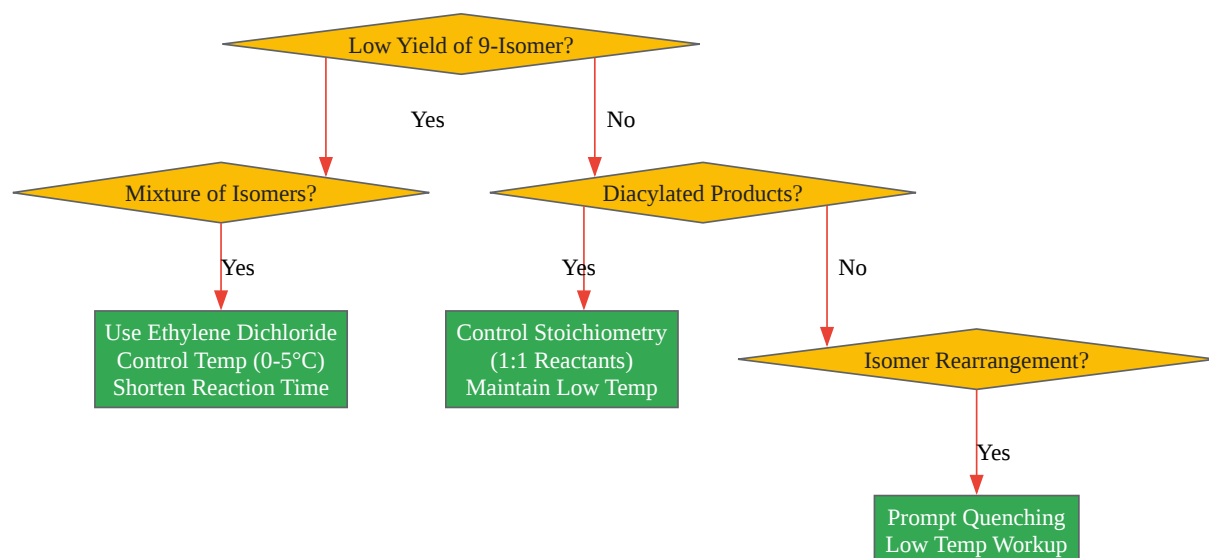 Low Yield of 9-Isomer?
Yes
No
Mixture of Isomers?
Diacylated Products?
Yes
Yes
No
Use Ethylene Dichloride
Control Temp (0-5°C)
Shorten Reaction Time
Control Stoichiometry
(1:1 Reactants)
Maintain Low Temp
Isomer Rearrangement?
Yes
Prompt Quenching
Low Temp Workup